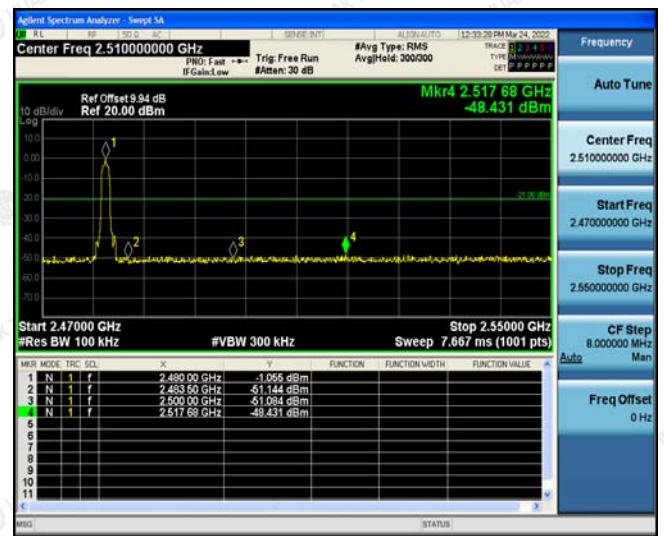 Agilent Spectrum Analyzer - Swept SA
RL RF 50 Ω AC SENSE:INT ALIGNAUTO 12:33:28 PM Mar 24, 2022
Center Freq 2.510000000 GHz
PNO: Fast
IFGain:Low
Trig: Free Run
#Atten: 30 dB
#Avg Type: RMS
Avg|Hold: 300/300
TRACE 1 2 3 4 5 6
TYPE M
DET P P P P P P
Mkr4 2.517 68 GHz
-48.431 dBm
Ref Offset 9.94 dB
10 dB/div Ref 20.00 dBm
Log
10.0
0.00
-10.0
-20.0
-30.0
-40.0
-50.0
-60.0
-70.0
1
2
3
4
-21.06 dBm
Start 2.47000 GHz
Stop 2.55000 GHz
#Res BW 100 kHz
#VBW 300 kHz
Sweep 7.667 ms (1001 pts)
MKR MODE TRC SCL X Y FUNCTION FUNCTION WIDTH FUNCTION VALUE
1 N 1 f 2.480 00 GHz -1.055 dBm
2 N 1 f 2.483 50 GHz -51.144 dBm
3 N 1 f 2.500 00 GHz -51.084 dBm
4 N 1 f 2.517 68 GHz -48.431 dBm
5
6
7
8
9
10
11
MSG
STATUS
Frequency
Auto Tune
Center Freq
2.510000000 GHz
Start Freq
2.470000000 GHz
Stop Freq
2.550000000 GHz
CF Step
8.000000 MHz
Auto Man
Freq Offset
0 Hz